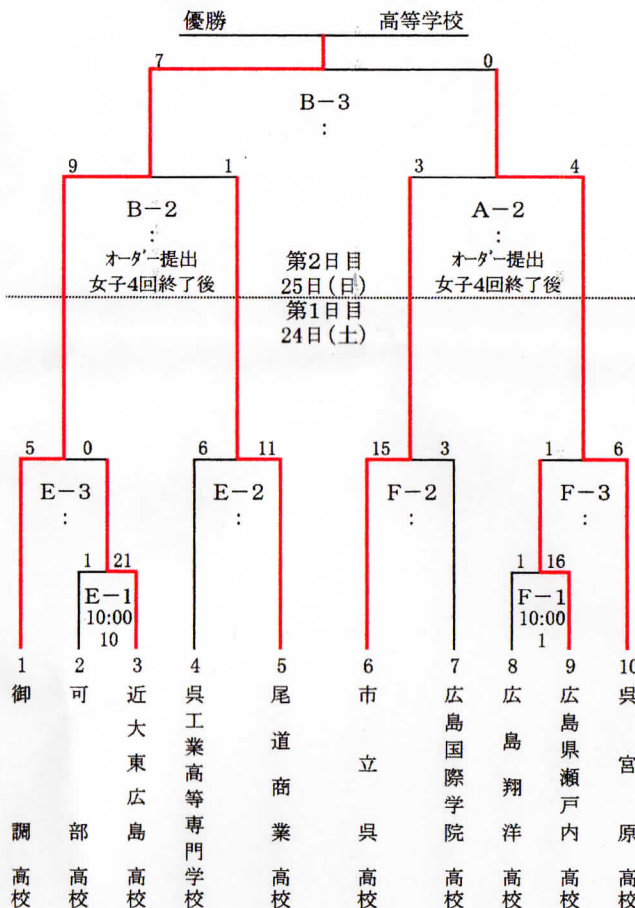 優勝 高等学校
7 0
B-3
:
9 1 3 4
B-2 A-2
: :
オーダー提出 オーダー提出
女子4回終了後 女子4回終了後
第2日目
25日(日)
第1日目
24日(土)
5 0 6 11 15 3 1 6
E-3 E-2 F-2 F-3
: : : :
1 21 1 16
E-1 F-1
10:00 10:00
10 1
1 2 3 4 5 6 7 8 9 10
御調高校
可部高校
近大東広島高校
呉工業高等専門学校
尾道商業高校
市立呉高校
広島国際学院高校
広島翔洋高校
広島県瀬戸内高校
呉宮原高校